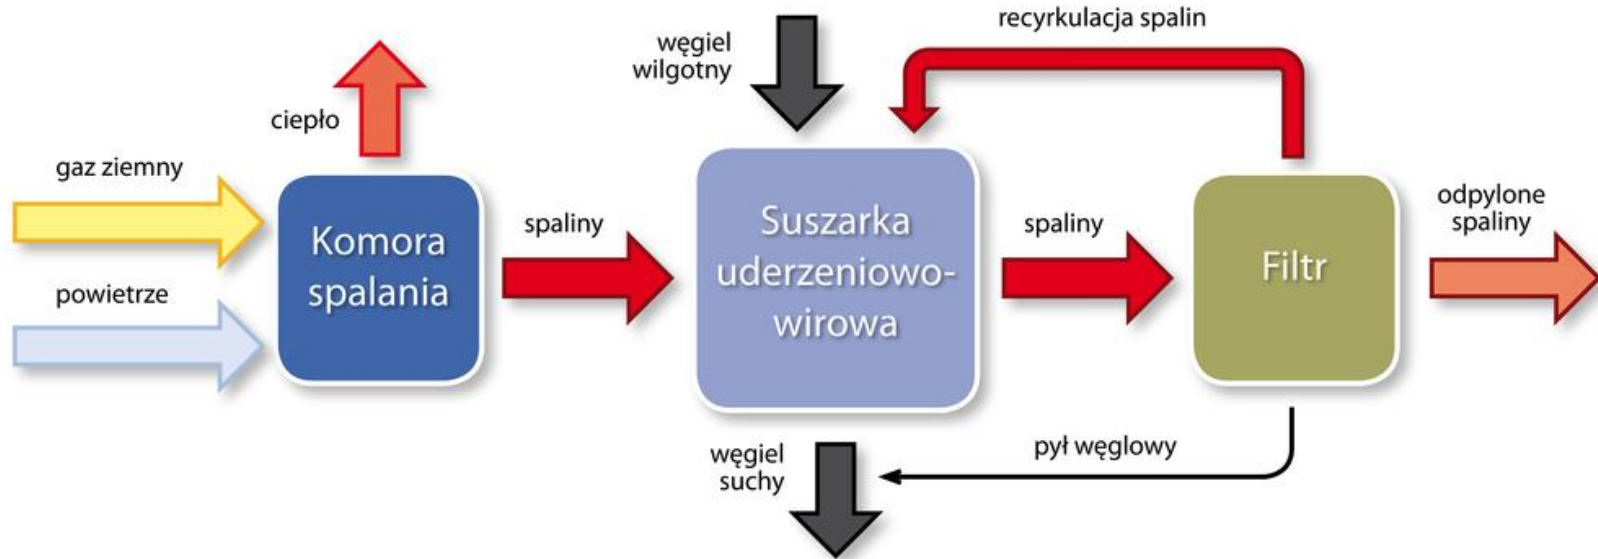 recyrkulacja spalin
węgiel
wilgotny
ciepło
gaz ziemny
powietrze
Komora
spalania
spaliny
Suszarka
uderzeniowo-
wirowa
spaliny
Filtr
odpylone
spaliny
węgiel
suchy
pył węglowy